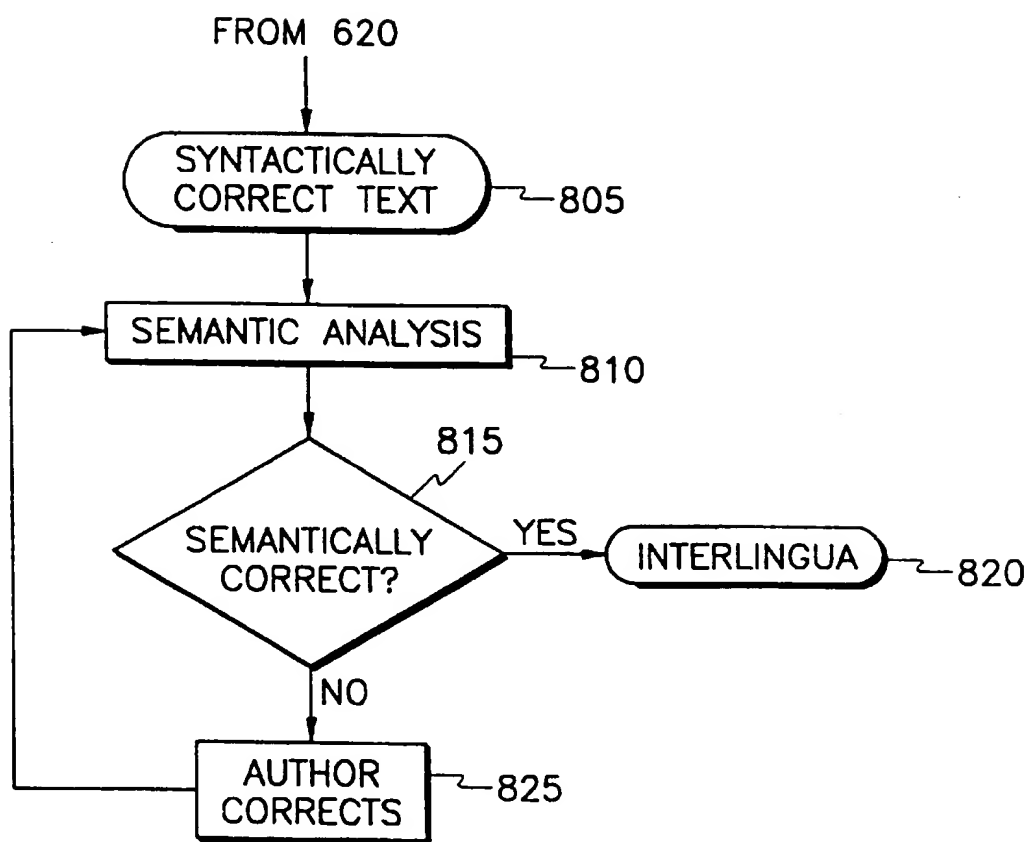 FROM 620
SYNTACTICALLY
CORRECT TEXT
805
SEMANTIC ANALYSIS
810
815
SEMANTICALLY
CORRECT?
YES
INTERLINGUA
820
NO
AUTHOR
CORRECTS
825